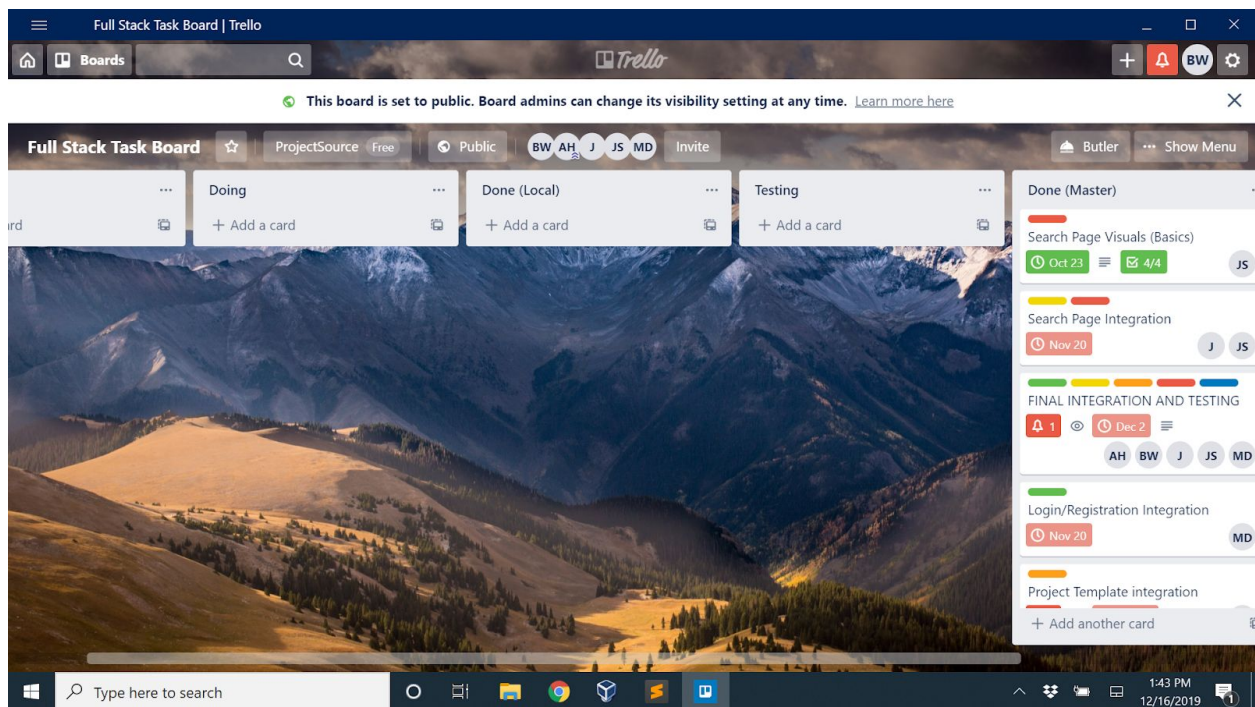 Full Stack Task Board | Trello
Boards
Trello
BW
This board is set to public. Board admins can change its visibility setting at any time. Learn more here
Full Stack Task Board ProjectSource Free Public BW AH J JS MD Invite Butler Show Menu
Doing
+ Add a card
Done (Local)
+ Add a card
Testing
+ Add a card
Done (Master)
Search Page Visuals (Basics)
Oct 23 4/4 JS
Search Page Integration
Nov 20 J JS
FINAL INTEGRATION AND TESTING
1 Dec 2
AH BW J JS MD
Login/Registration Integration
Nov 20 MD
Project Template integration
+ Add another card
Type here to search
1:43 PM
12/16/2019
1